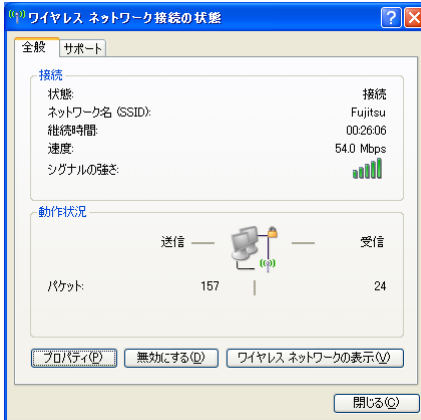 ワイヤレス ネットワーク接続の状態
全般 サポート
接続
状態: 接続
ネットワーク名 (SSID): Fujitsu
継続時間: 00:26:06
速度: 54.0 Mbps
シグナルの強さ:
動作状況
送信 — — 受信
パケット: 157 | 24
プロパティ(P) 無効にする(D) ワイヤレス ネットワークの表示(V)
閉じる(C)